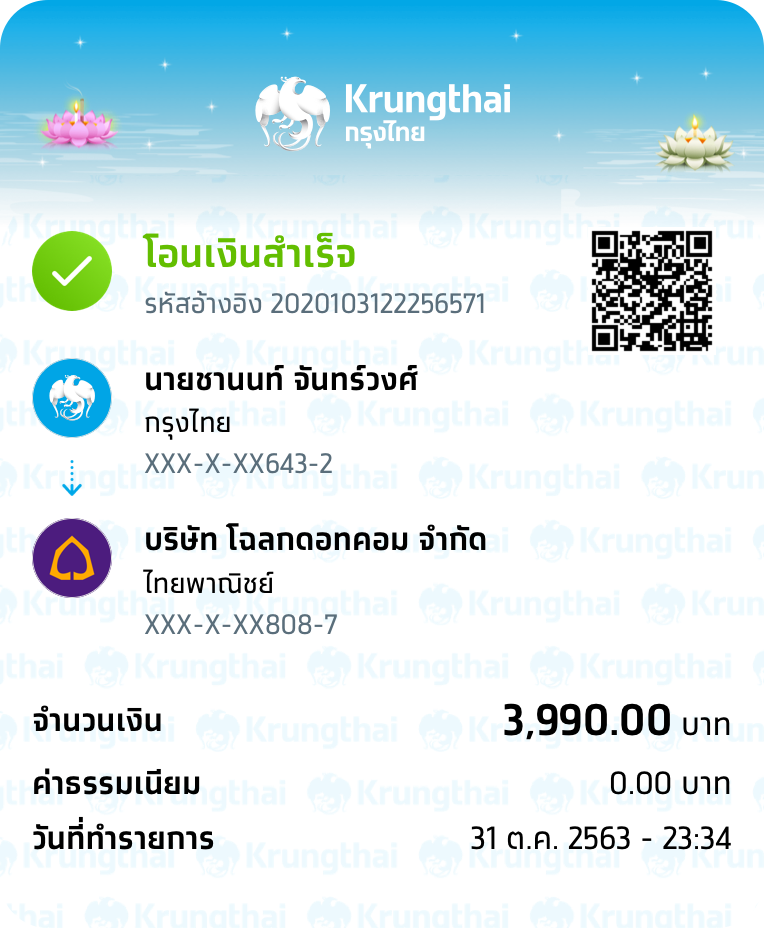 Krungthai
กรุงไทย
โอนเงินสำเร็จ
รหัสอ้างอิง 2020103122256571
นายชานนท์ จันทร์วงศ์
กรุงไทย
XXX-X-XX643-2
บริษัท โฉลกดอทคอม จำกัด
ไทยพาณิชย์
XXX-X-XX808-7
จำนวนเงิน 3,990.00 บาท
ค่าธรรมเนียม 0.00 บาท
วันที่ทำรายการ 31 ต.ค. 2563 - 23:34